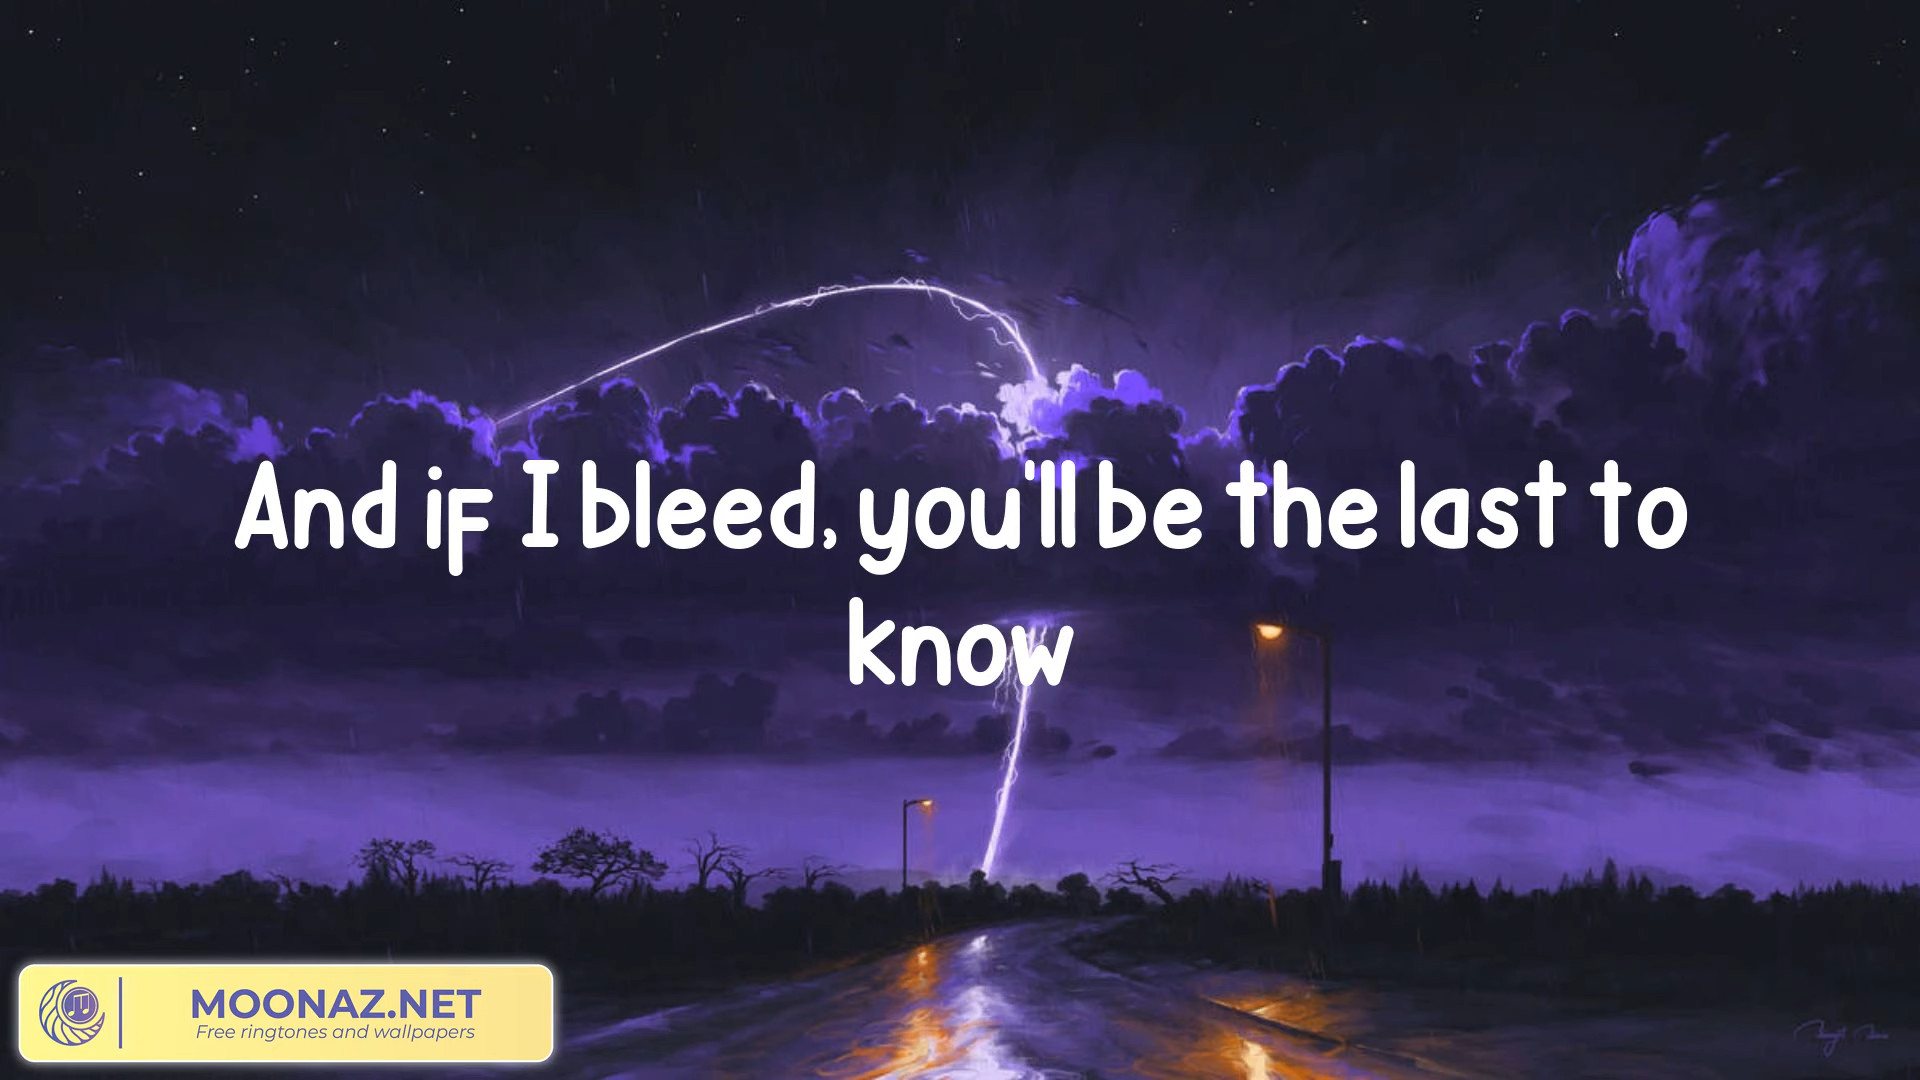 And if I bleed, you'll be the last to
know
MOONAZ.NET
Free ringtones and wallpapers